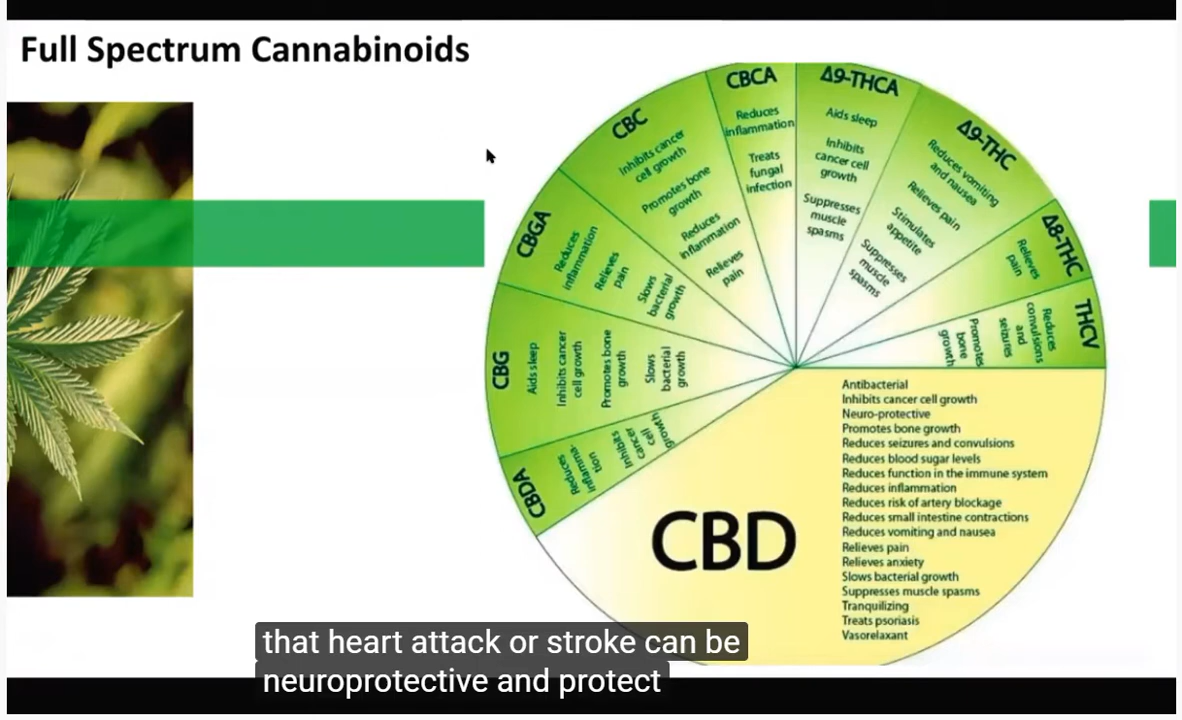 Full Spectrum Cannabinoids
CBDA
Reduces
inflamma-
tion
Inhibits
cancer
cell
growth
CBG
Aids sleep
Inhibits cancer
cell growth
Promotes bone
growth
Slows
bacterial
growth
CBGA
Reduces
inflammation
Relieves
pain
Slows
bacterial
growth
CBC
Inhibits cancer
cell growth
Promotes bone
growth
Reduces
inflammation
Relieves
pain
CBCA
Reduces
inflammation
Treats
fungal
infection
Δ9-THCA
Aids sleep
Inhibits
cancer cell
growth
Suppresses
muscle
spasms
Δ9-THC
Reduces vomiting
and nausea
Relieves pain
Stimulates
appetite
Suppresses
muscle
spasms
Δ8-THC
Relieves
pain
THCV
Reduces
convulsions
and
seizures
Promotes
bone
growth
CBD
Antibacterial
Inhibits cancer cell growth
Neuro-protective
Promotes bone growth
Reduces seizures and convulsions
Reduces blood sugar levels
Reduces function in the immune system
Reduces inflammation
Reduces risk of artery blockage
Reduces small intestine contractions
Reduces vomiting and nausea
Relieves pain
Relieves anxiety
Slows bacterial growth
Suppresses muscle spasms
Tranquilizing
Treats psoriasis
Vasorelaxant
that heart attack or stroke can be
neuroprotective and protect